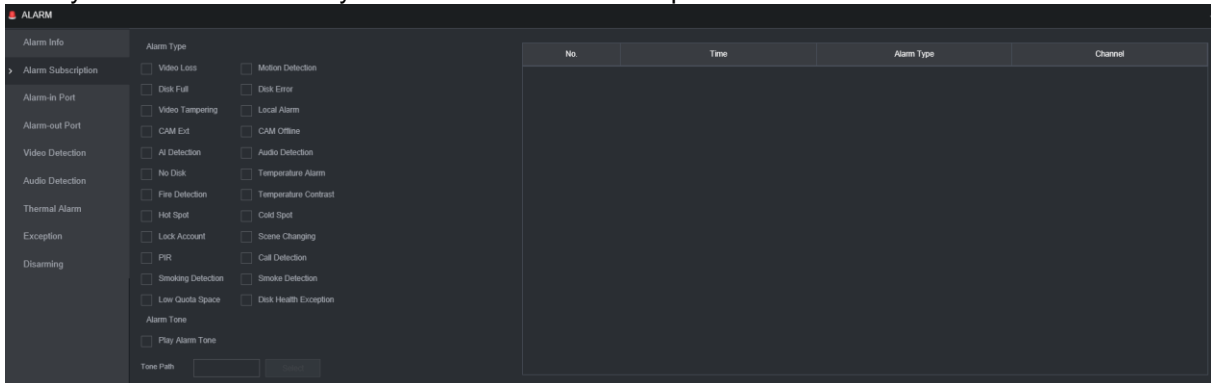 ALARM
Alarm Info
Alarm Subscription
Alarm-in Port
Alarm-out Port
Video Detection
Audio Detection
Thermal Alarm
Exception
Disarming
Alarm Type
Video Loss Motion Detection
Disk Full Disk Error
Video Tampering Local Alarm
CAM Ext CAM Offline
AI Detection Audio Detection
No Disk Temperature Alarm
Fire Detection Temperature Contrast
Hot Spot Cold Spot
Lock Account Scene Changing
PIR Call Detection
Smoking Detection Smoke Detection
Low Quota Space Disk Health Exception
Alarm Tone
Play Alarm Tone
Tone Path
No. Time Alarm Type Channel